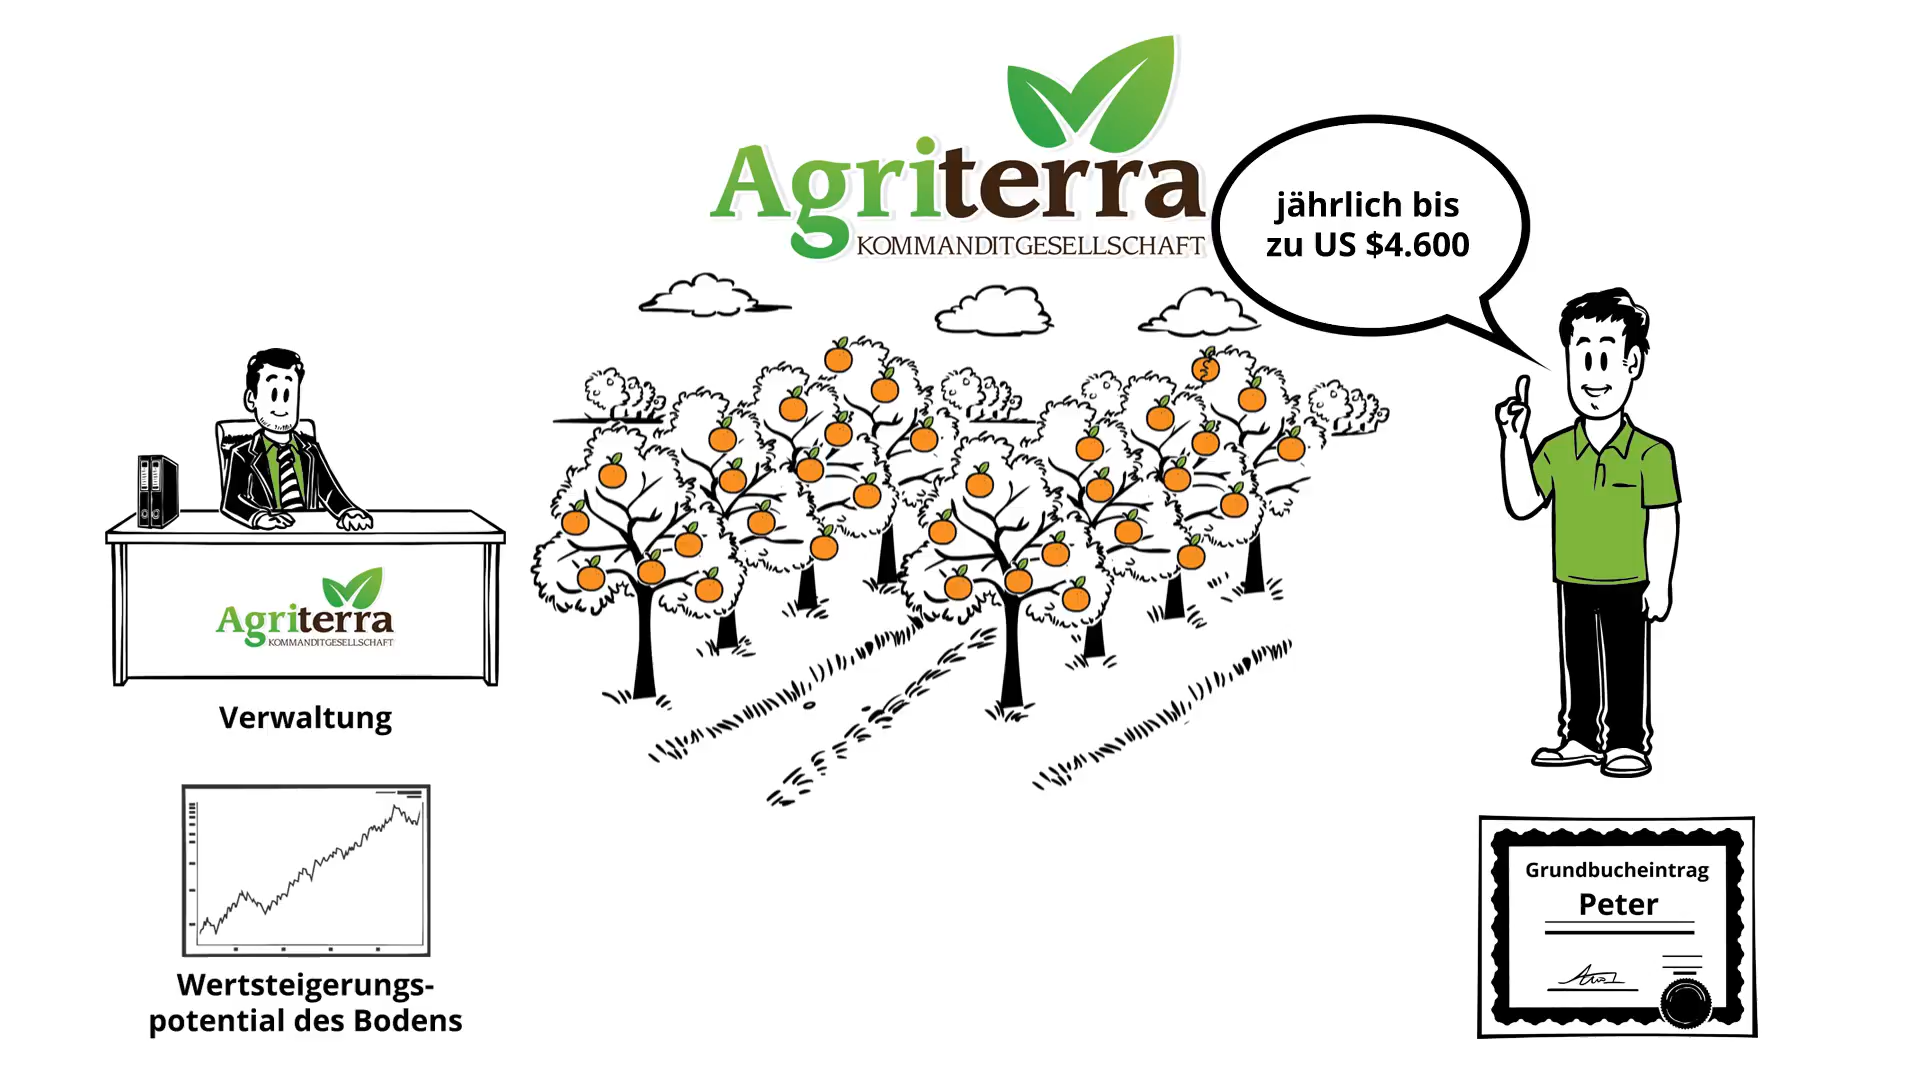 Agriterra
KOMMANDITGESELLSCHAFT
jährlich bis
zu US $4.600
Agriterra
KOMMANDITGESELLSCHAFT
Verwaltung
Wertsteigerungs-
potential des Bodens
Grundbucheintrag
Peter